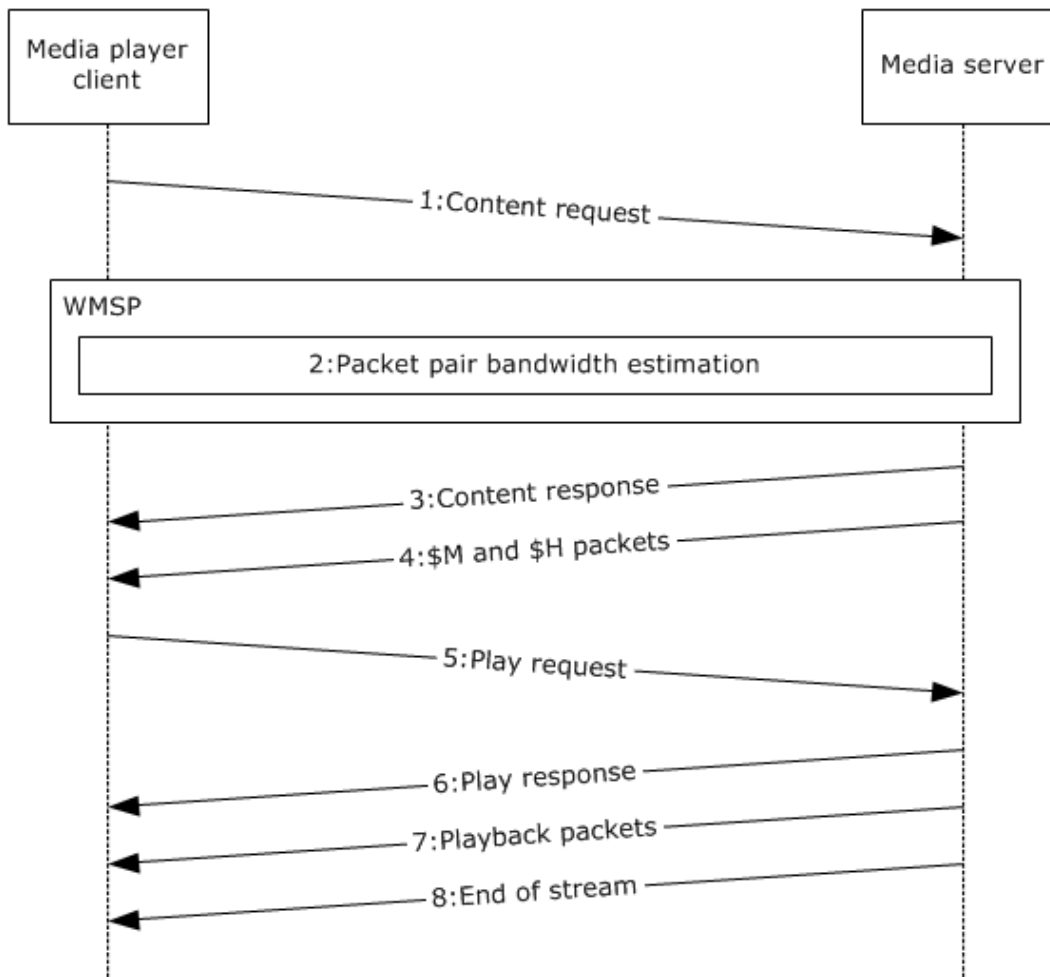 Media player
client
Media server
1:Content request
WMSP
2:Packet pair bandwidth estimation
3:Content response
4:$M and $H packets
5:Play request
6:Play response
7:Playback packets
8:End of stream